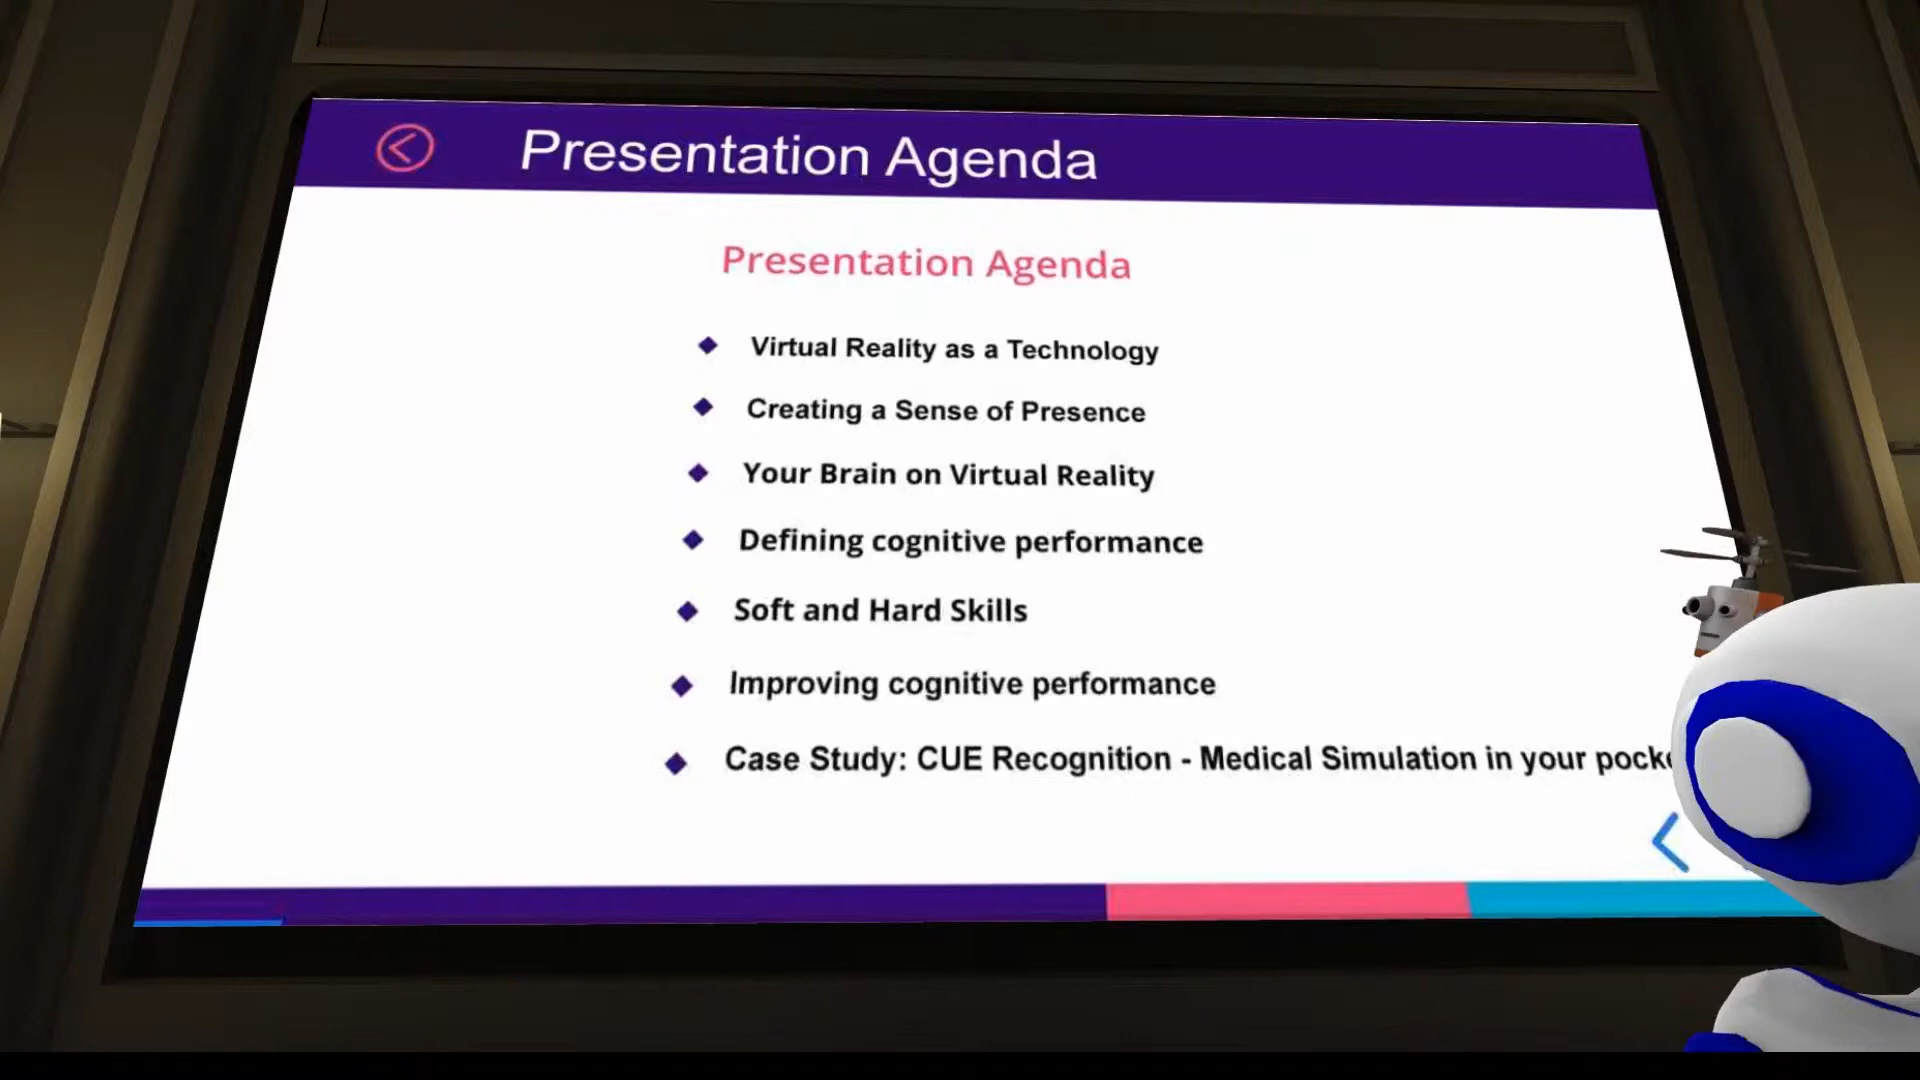 Presentation Agenda
Presentation Agenda
Virtual Reality as a Technology
Creating a Sense of Presence
Your Brain on Virtual Reality
Defining cognitive performance
Soft and Hard Skills
Improving cognitive performance
Case Study: CUE Recognition - Medical Simulation in your